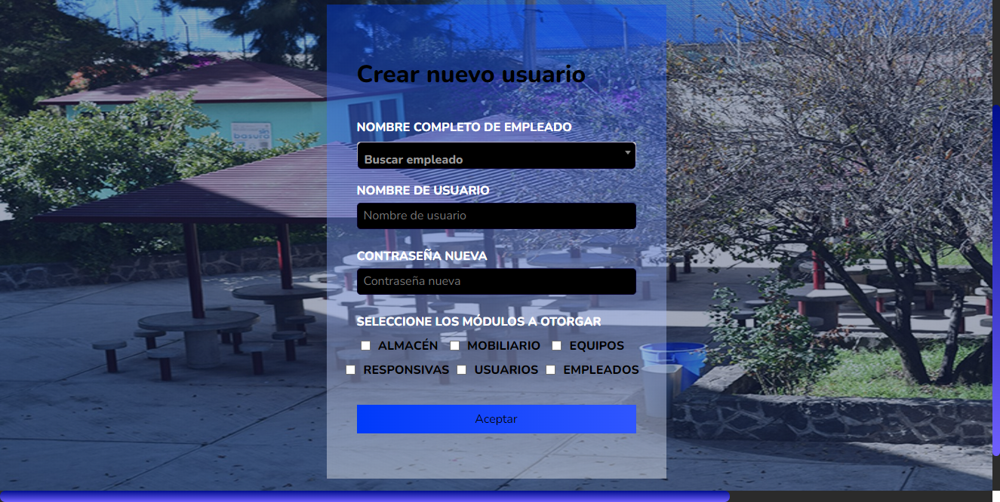 Crear nuevo usuario
NOMBRE COMPLETO DE EMPLEADO
Buscar empleado
NOMBRE DE USUARIO
Nombre de usuario
CONTRASEÑA NUEVA
Contraseña nueva
SELECCIONE LOS MÓDULOS A OTORGAR
ALMACÉN MOBILIARIO EQUIPOS
RESPONSIVAS USUARIOS EMPLEADOS
Aceptar
sin
basura